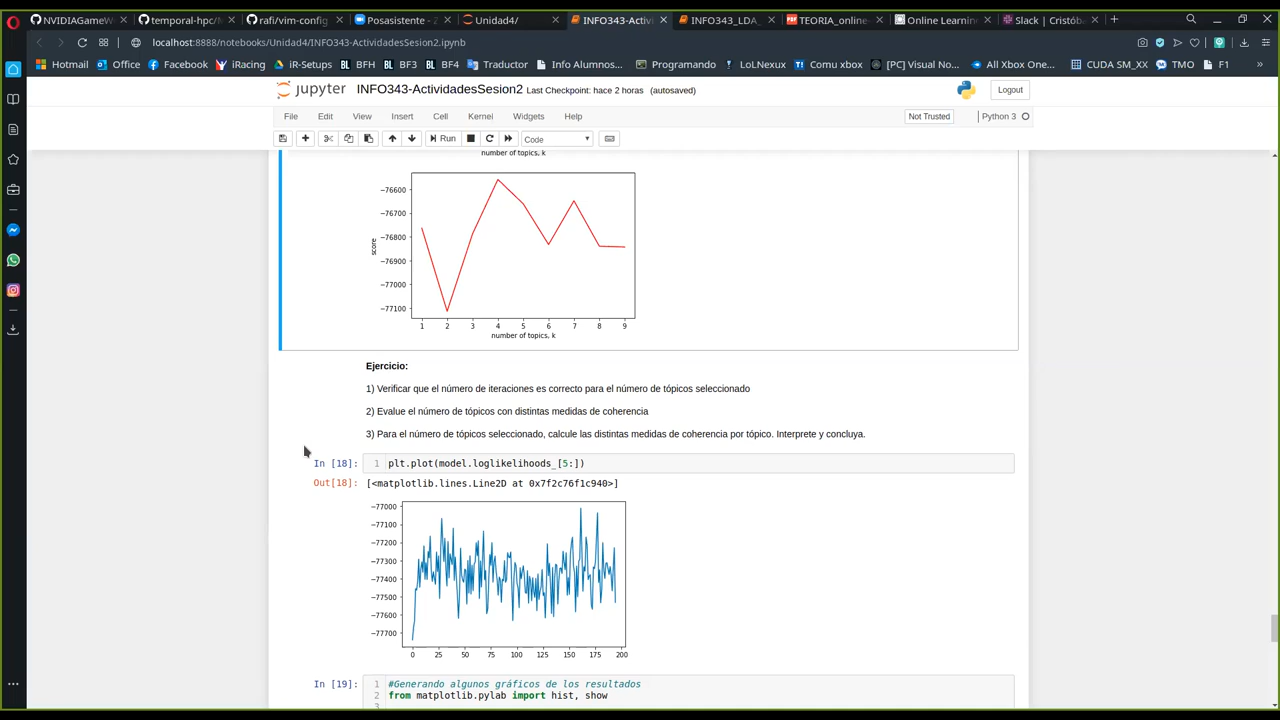 NVIDIAGameW
temporal-hpc/N
rafi/vim-config
Posasistente - 2
Unidad4/
INFO343-Activi
INFO343_LDA_
TEORIA_online-
Online Learning
Slack | Cristób
localhost:8888/notebooks/Unidad4/INFO343-ActividadesSesion2.ipynb
Hotmail
Office
Facebook
iRacing
iR-Setups
BL BFH
BL BF3
BL BF4
Traductor
Info Alumnos...
Programando
LoLNexus
Comu xbox
[PC] Visual No...
All Xbox One...
CUDA SM_XX
TMO
F1
»
jupyter INFO343-ActividadesSesion2 Last Checkpoint: hace 2 horas (autosaved)
Logout
File Edit View Insert Cell Kernel Widgets Help
Not Trusted
Python 3
Run
Code
number of topics, k
−76600
−76700
−76800
−76900
−77000
−77100
score
1 2 3 4 5 6 7 8 9
number of topics, k
Ejercicio:
1) Verificar que el número de iteraciones es correcto para el número de tópicos seleccionado
2) Evalue el número de tópicos con distintas medidas de coherencia
3) Para el número de tópicos seleccionado, calcule las distintas medidas de coherencia por tópico. Interprete y concluya.
In [18]: 1 plt.plot(model.loglikelihoods_[5:])
Out[18]: [<matplotlib.lines.Line2D at 0x7f2c76f1c940>]
−77000
−77100
−77200
−77300
−77400
−77500
−77600
−77700
0 25 50 75 100 125 150 175 200
In [19]: 1 #Generando algunos gráficos de los resultados
2 from matplotlib.pylab import hist, show
3